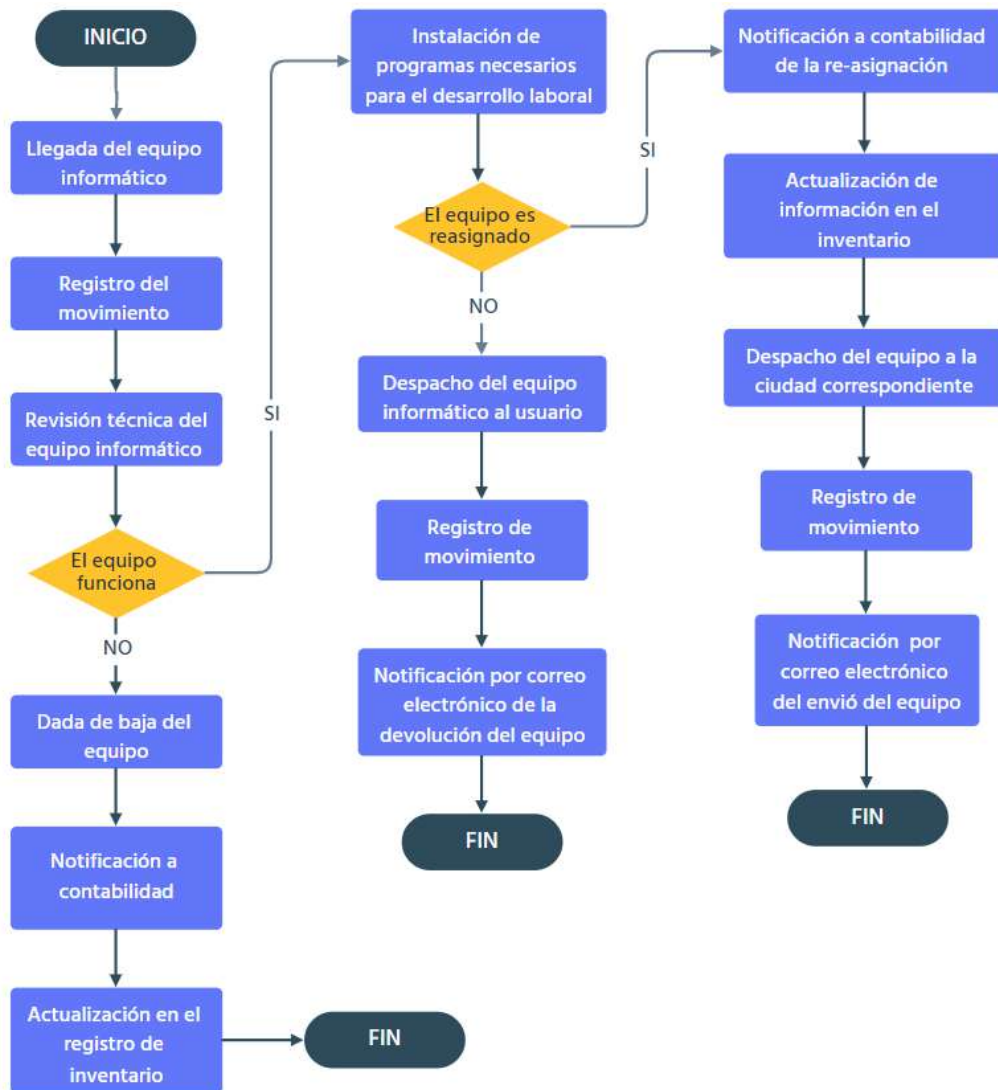 INICIO
Llegada del equipo
informático
Registro del
movimiento
Revisión técnica del
equipo informático
El equipo
funciona
SI
NO
Dada de baja del
equipo
Notificación a
contabilidad
Actualización en el
registro de
inventario
FIN
Instalación de
programas necesarios
para el desarrollo laboral
El equipo es
reasignado
SI
NO
Despacho del equipo
informático al usuario
Registro de
movimiento
Notificación por correo
electrónico de la
devolución del equipo
FIN
Notificación a contabilidad
de la re-asignación
Actualización de
información en el
inventario
Despacho del equipo a la
ciudad correspondiente
Registro de
movimiento
Notificación por
correo electrónico
del envió del equipo
FIN